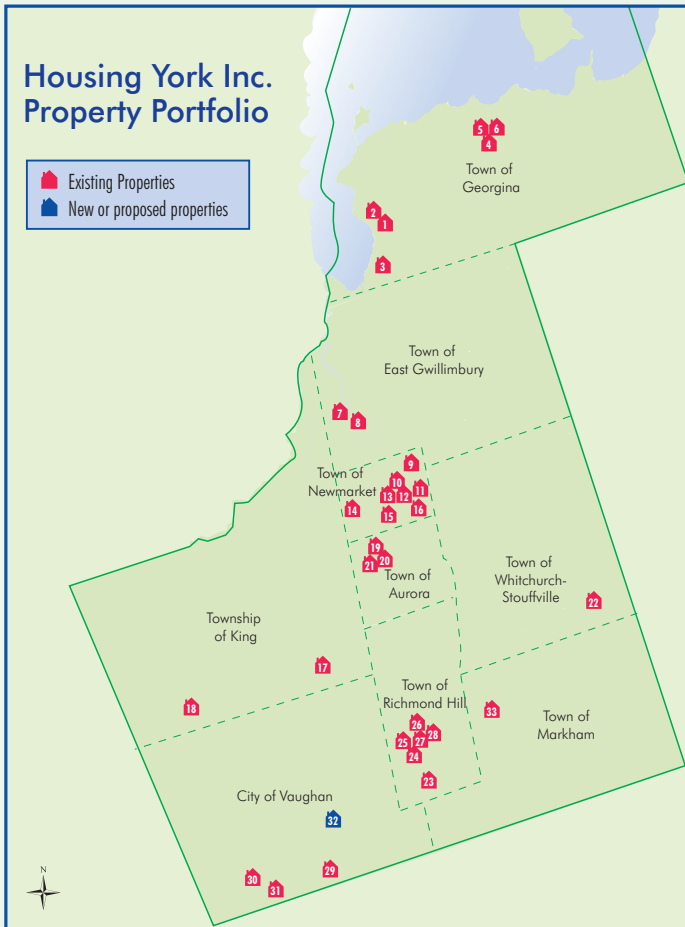 Housing York Inc.
Property Portfolio
Existing Properties
New or proposed properties
5 6
4
Town of
Georgina
2
1
3
Town of
East Gwillimbury
7
8
9
Town of
Newmarket
10
11
13 12
14
15
16
19
20
21
Town of
Aurora
Town of
Whitchurch-
Stouffville
22
Township
of King
17
18
Town of
Richmond Hill
26
28
25 27
24
23
33
Town of
Markham
City of Vaughan
32
29
30
31
N